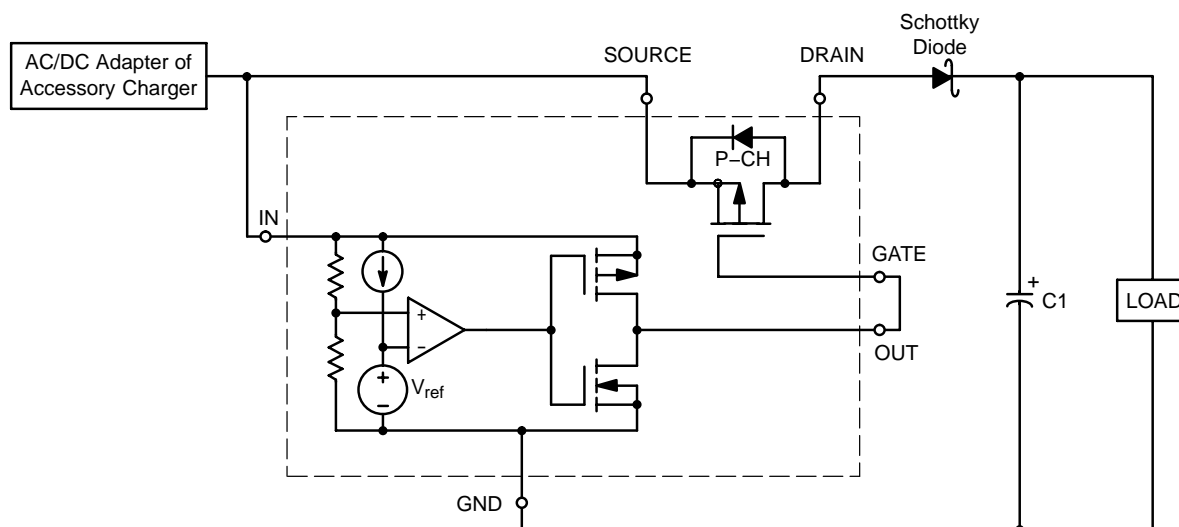 Schottky
Diode
AC/DC Adapter of
Accessory Charger
SOURCE
DRAIN
P−CH
IN
GATE
+
−
+
−
Vref
OUT
+
C1
LOAD
GND